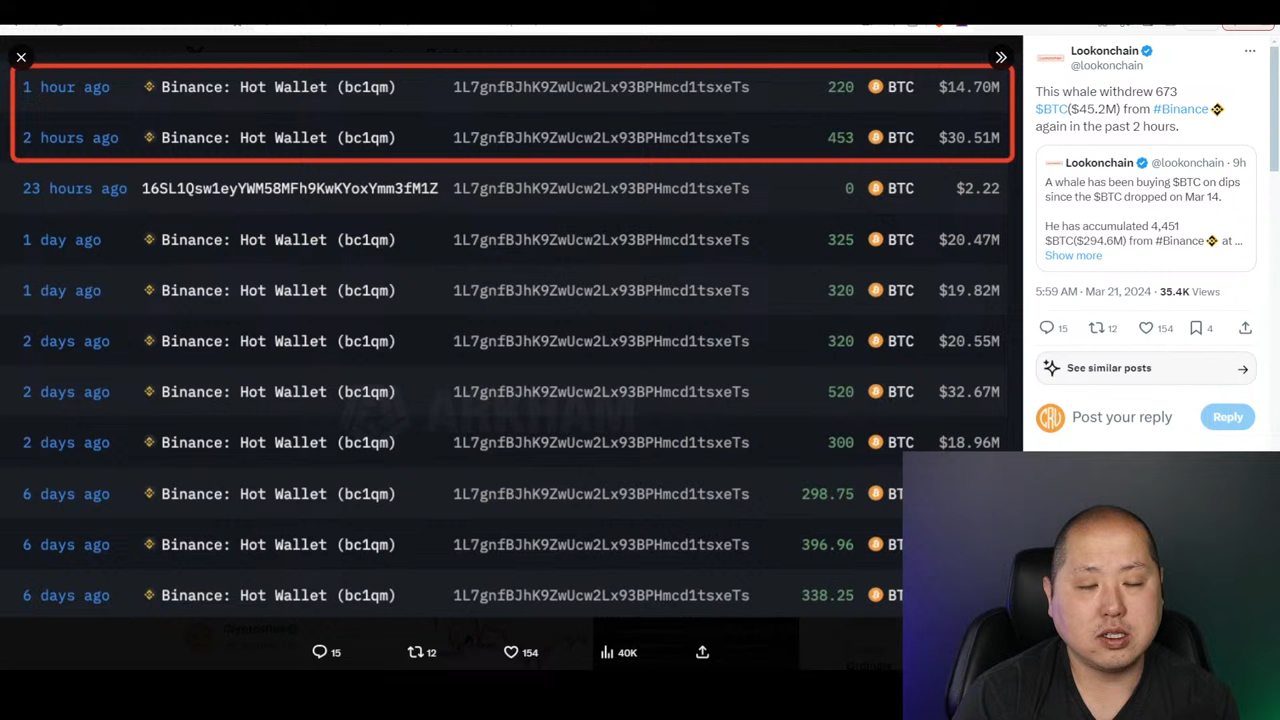 1 hour ago Binance: Hot Wallet (bc1qm) 1L7gnfBJhK9ZwUcw2Lx93BPHmcd1tsxeTs 220 BTC $14.70M
2 hours ago Binance: Hot Wallet (bc1qm) 1L7gnfBJhK9ZwUcw2Lx93BPHmcd1tsxeTs 453 BTC $30.51M
23 hours ago 16SL1Qsw1eyYWM58MFh9KwKYoxYmm3fM1Z 1L7gnfBJhK9ZwUcw2Lx93BPHmcd1tsxeTs 0 BTC $2.22
1 day ago Binance: Hot Wallet (bc1qm) 1L7gnfBJhK9ZwUcw2Lx93BPHmcd1tsxeTs 325 BTC $20.47M
1 day ago Binance: Hot Wallet (bc1qm) 1L7gnfBJhK9ZwUcw2Lx93BPHmcd1tsxeTs 320 BTC $19.82M
2 days ago Binance: Hot Wallet (bc1qm) 1L7gnfBJhK9ZwUcw2Lx93BPHmcd1tsxeTs 320 BTC $20.55M
2 days ago Binance: Hot Wallet (bc1qm) 1L7gnfBJhK9ZwUcw2Lx93BPHmcd1tsxeTs 520 BTC $32.67M
ARKHAM
2 days ago Binance: Hot Wallet (bc1qm) 1L7gnfBJhK9ZwUcw2Lx93BPHmcd1tsxeTs 300 BTC $18.96M
6 days ago Binance: Hot Wallet (bc1qm) 1L7gnfBJhK9ZwUcw2Lx93BPHmcd1tsxeTs 298.75 BT
6 days ago Binance: Hot Wallet (bc1qm) 1L7gnfBJhK9ZwUcw2Lx93BPHmcd1tsxeTs 396.96 BT
6 days ago Binance: Hot Wallet (bc1qm) 1L7gnfBJhK9ZwUcw2Lx93BPHmcd1tsxeTs 338.25 BT
15 12 154 40K
Lookonchain
@lookonchain
This whale withdrew 673
$BTC($45.2M) from #Binance
again in the past 2 hours.
Lookonchain @lookonchain · 9h
A whale has been buying $BTC on dips
since the $BTC dropped on Mar 14.
He has accumulated 4,451
$BTC($294.6M) from #Binance at ...
Show more
5:59 AM · Mar 21, 2024 · 35.4K Views
15 12 154 4
See similar posts
CRU Post your reply Reply